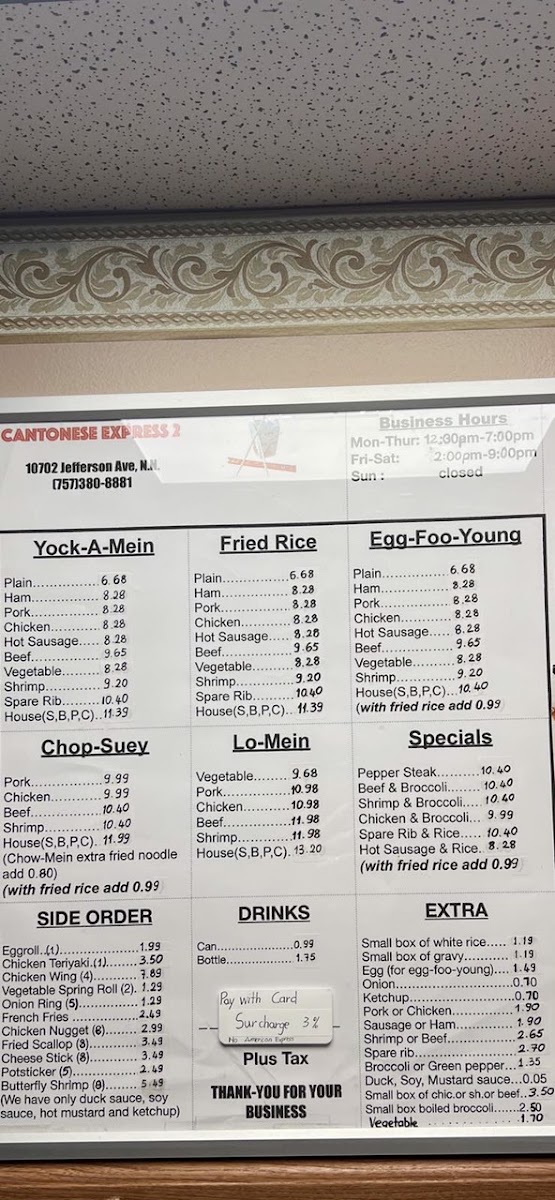 CANTONESE EXPRESS 2
10702 Jefferson Ave, N.N.
(757)380-8881
Business Hours
Mon-Thur: 12:00pm-7:00pm
Fri-Sat: 2:00pm-9:00pm
Sun : closed
Yock-A-Mein
Plain..............6.68
Ham................8.28
Pork...............8.28
Chicken............8.28
Hot Sausage.....8.28
Beef...............9.65
Vegetable..........8.28
Shrimp.............9.20
Spare Rib........10.40
House(S,B,P,C)..11.39
Fried Rice
Plain..............6.68
Ham................8.28
Pork...............8.28
Chicken............8.28
Hot Sausage.....8.28
Beef...............9.65
Vegetable..........8.28
Shrimp.............9.20
Spare Rib........10.40
House(S,B,P,C)..11.39
Egg-Foo-Young
Plain..............6.68
Ham................8.28
Pork...............8.28
Chicken............8.28
Hot Sausage.....8.28
Beef...............9.65
Vegetable..........8.28
Shrimp.............9.20
House(S,B,P,C)...10.40
(with fried rice add 0.99)
Chop-Suey
Pork...............9.99
Chicken............9.99
Beef...............10.40
Shrimp.............10.40
House(S,B,P,C)..11.99
(Chow-Mein extra fried noodle
add 0.80)
(with fried rice add 0.99)
Lo-Mein
Vegetable........9.68
Pork...............10.98
Chicken............10.98
Beef...............11.98
Shrimp.............11.98
House(S,B,P,C). 13.20
Specials
Pepper Steak..........10.40
Beef & Broccoli........10.40
Shrimp & Broccoli.....10.40
Chicken & Broccoli... 9.99
Spare Rib & Rice..... 10.40
Hot Sausage & Rice. 8.28
(with fried rice add 0.99)
SIDE ORDER
Eggroll..(1)..................1.99
Chicken Teriyaki.(1).......3.50
Chicken Wing (4)..........7.89
Vegetable Spring Roll (2). 1.29
Onion Ring (5)..............1.29
French Fries ...............2.49
Chicken Nugget (6)........2.99
Fried Scallop (8)..........3.49
Cheese Stick (8)...........3.49
Potsticker (5)..............2.49
Butterfly Shrimp (8)........5.49
(We have only duck sauce, soy
sauce, hot mustard and ketchup)
DRINKS
Can..................0.99
Bottle................1.75
Pay with Card
Surcharge 3%
No American Express
Plus Tax
THANK-YOU FOR YOUR
BUSINESS
EXTRA
Small box of white rice..... 1.19
Small box of gravy...........1.19
Egg (for egg-foo-young).... 1.49
Onion.........................0.70
Ketchup.......................0.70
Pork or Chicken..............1.90
Sausage or Ham..............1.90
Shrimp or Beef...............2.65
Spare rib.....................2.70
Broccoli or Green pepper...1.35
Duck, Soy, Mustard sauce...0.05
Small box of chic.or sh.or beef..3.50
Small box boiled broccoli......2.50
Vegetable ............... 1.70